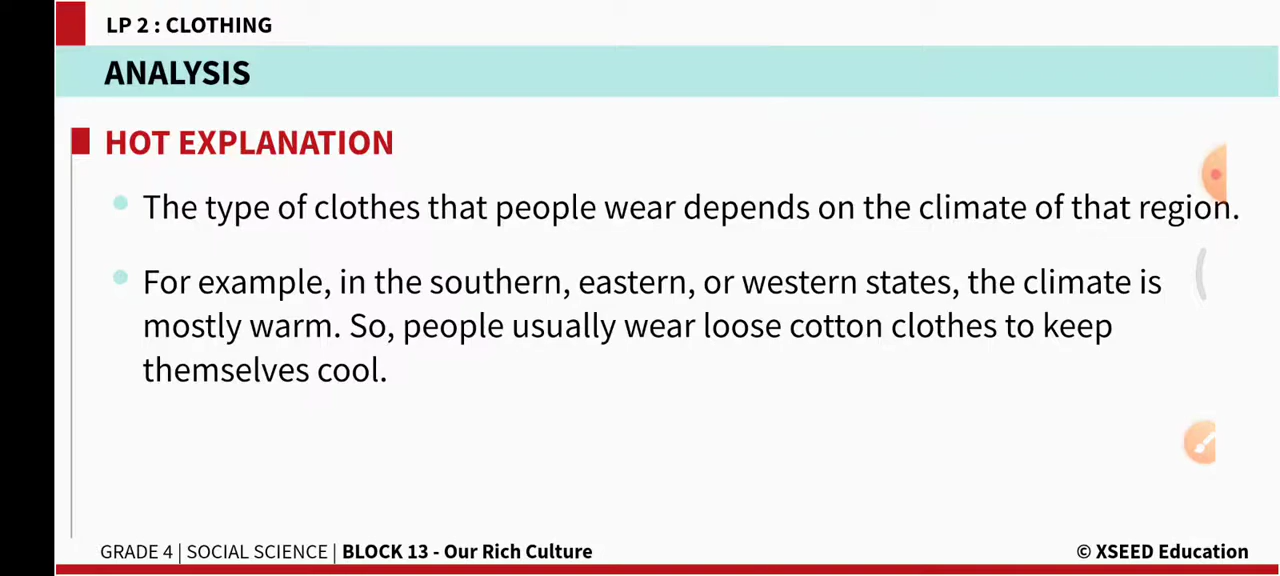 LP 2 : CLOTHING
ANALYSIS
HOT EXPLANATION
The type of clothes that people wear depends on the climate of that region.
For example, in the southern, eastern, or western states, the climate is
mostly warm. So, people usually wear loose cotton clothes to keep
themselves cool.
GRADE 4 | SOCIAL SCIENCE | BLOCK 13 - Our Rich Culture
© XSEED Education